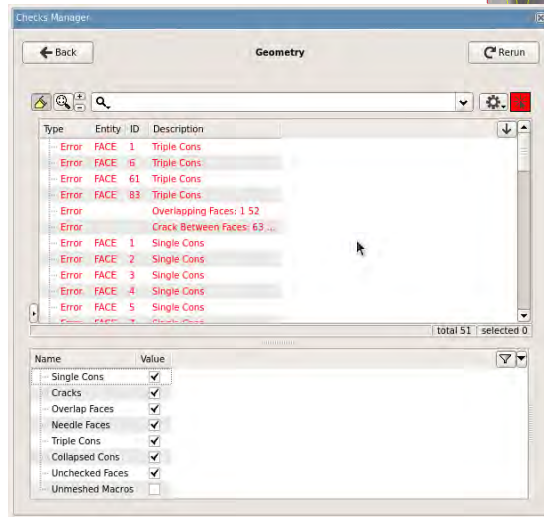 Checks Manager
Back Geometry Rerun
Type Entity ID Description
Error FACE 1 Triple Cons
Error FACE 6 Triple Cons
Error FACE 61 Triple Cons
Error FACE 83 Triple Cons
Error Overlapping Faces: 1 52
Error Crack Between Faces: 63 ...
Error FACE 1 Single Cons
Error FACE 2 Single Cons
Error FACE 3 Single Cons
Error FACE 4 Single Cons
Error FACE 5 Single Cons
total 51 selected 0
Name Value
Single Cons
Cracks
Overlap Faces
Needle Faces
Triple Cons
Collapsed Cons
Unchecked Faces
Unmeshed Macros